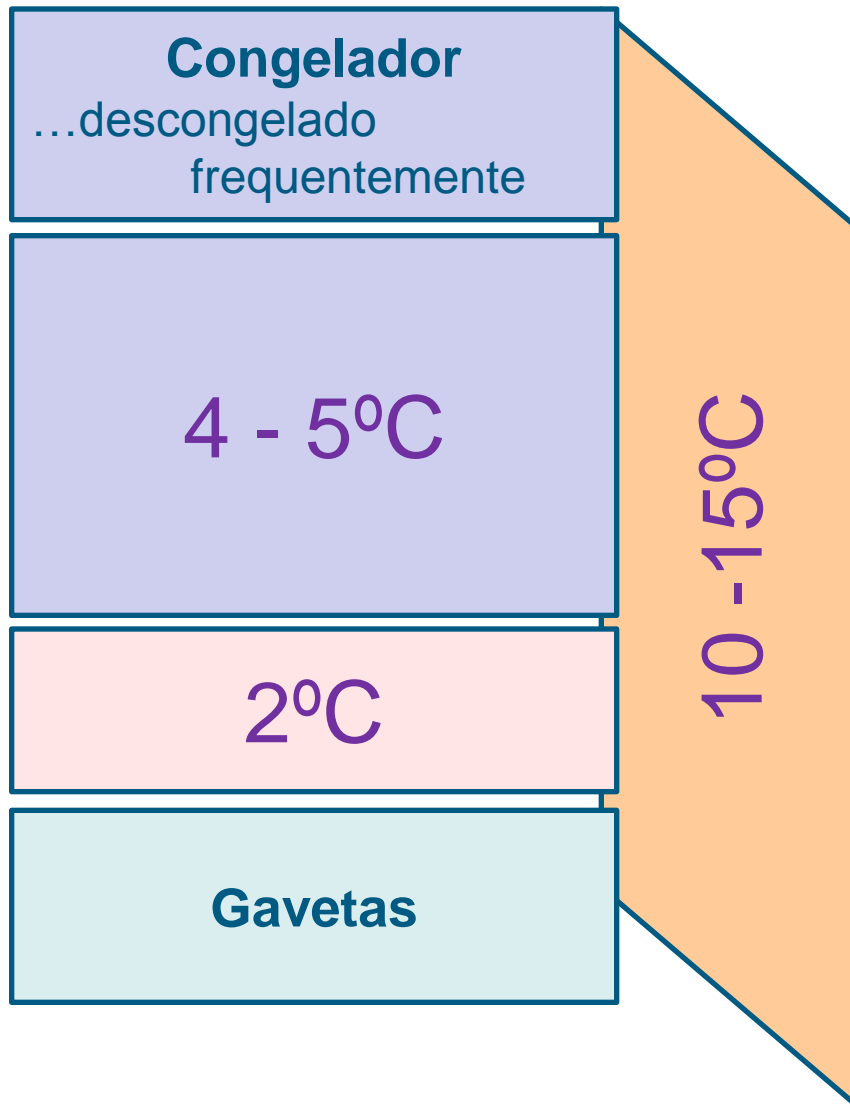 Congelador
…descongelado
frequentemente
4 - 5ºC
10 -15ºC
2ºC
Gavetas